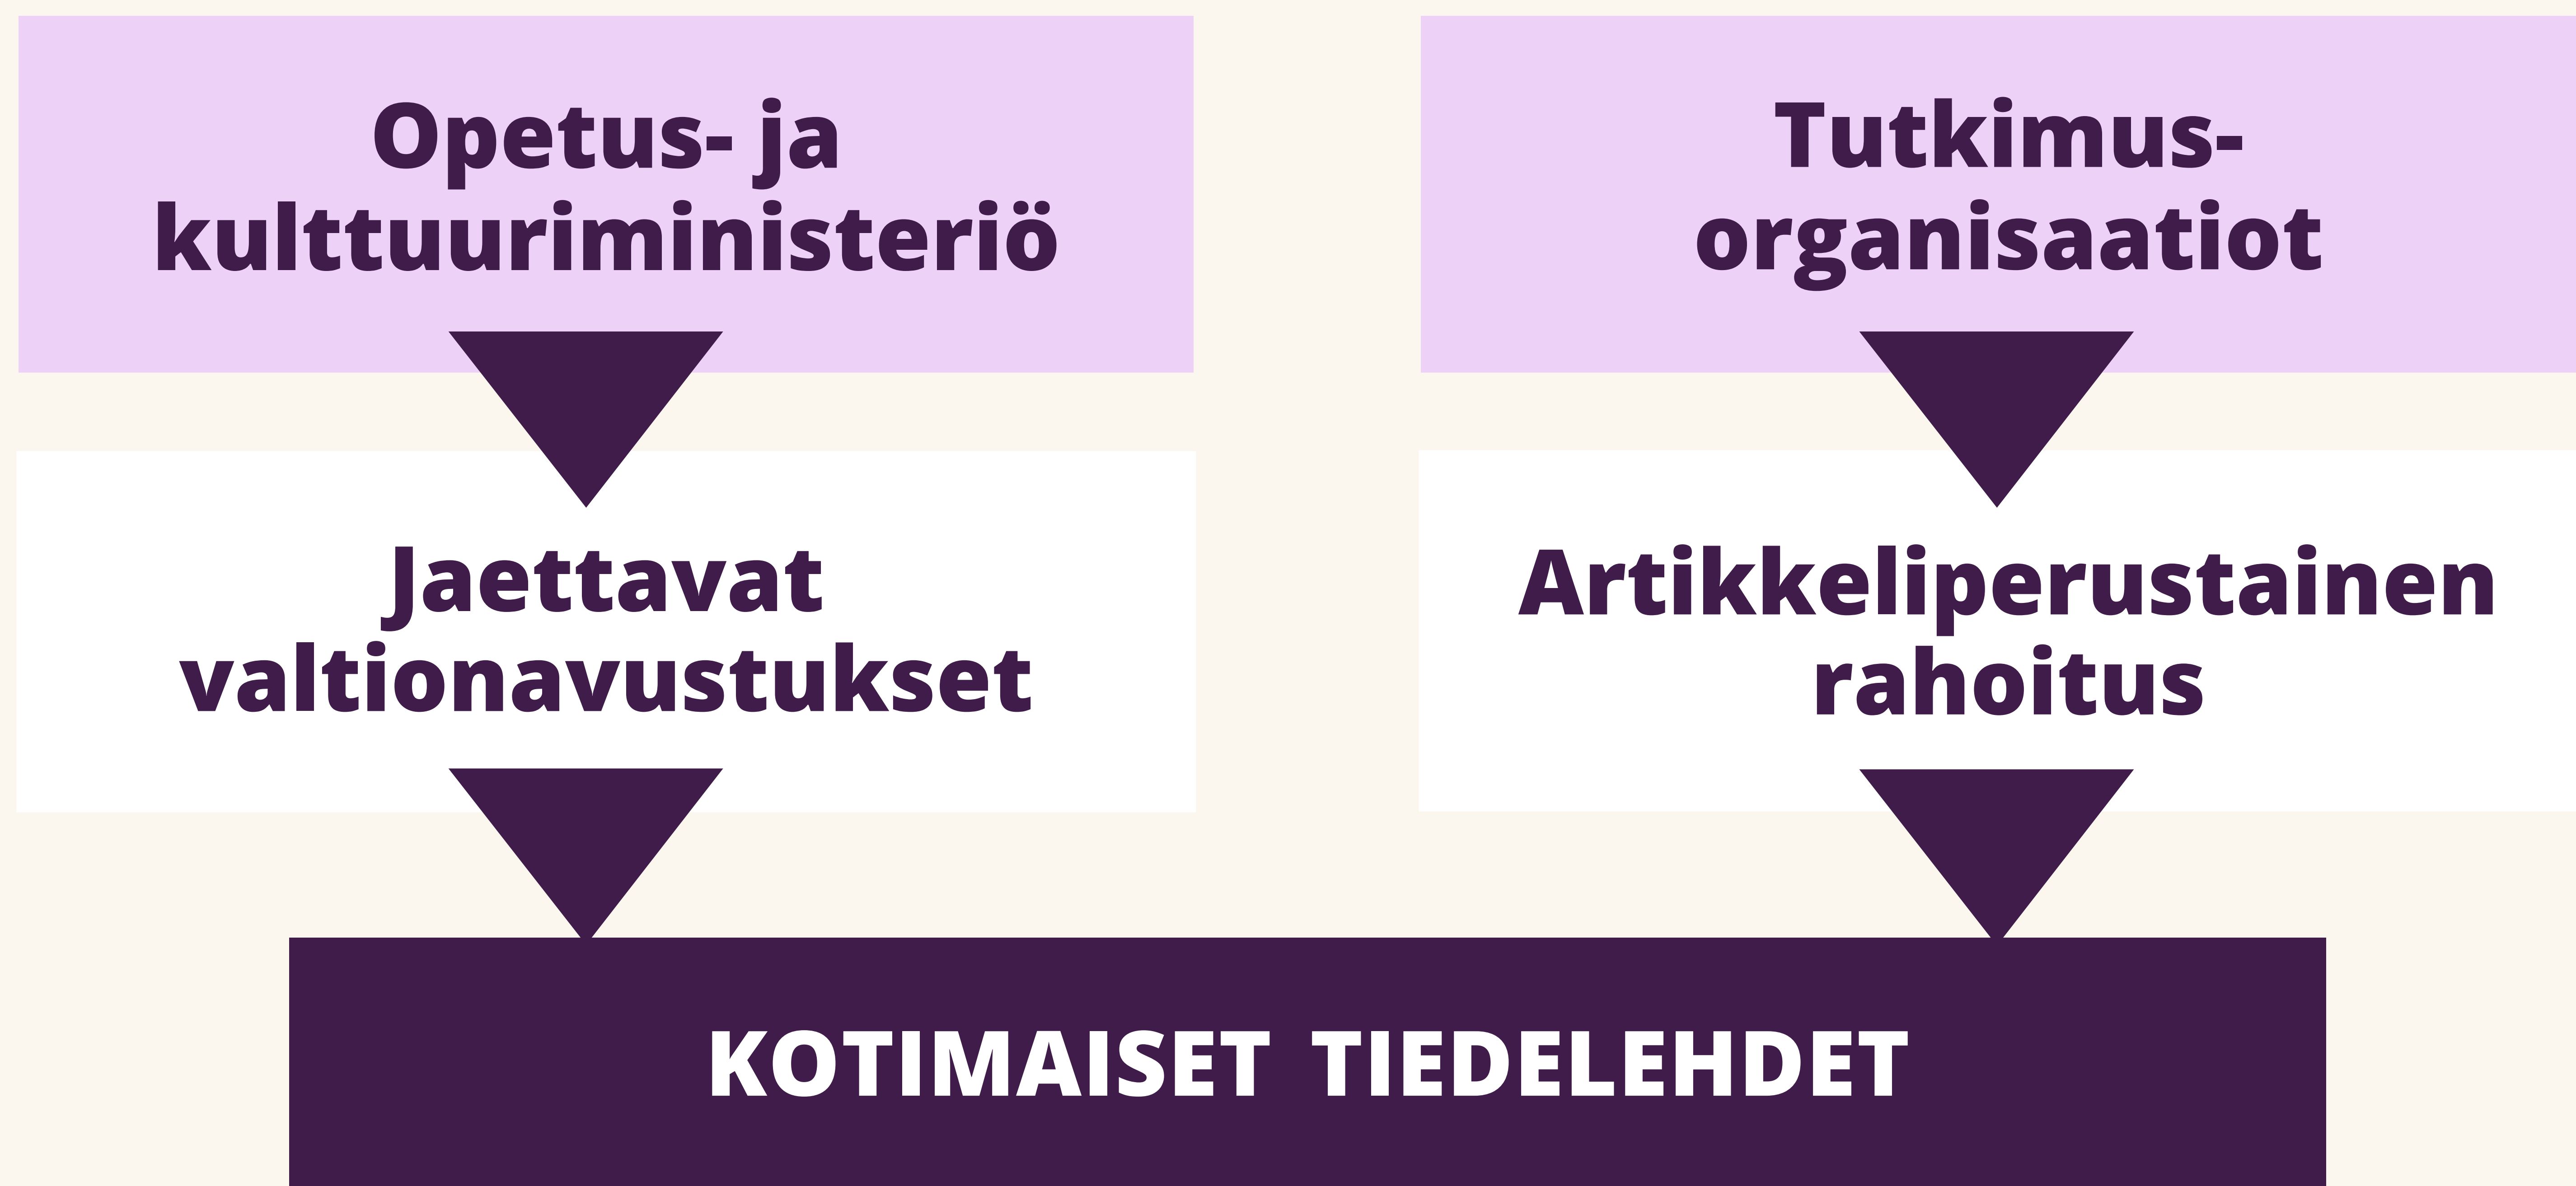 Opetus- ja
kulttuuriministeriö
Tutkimus-
organisaatiot
Jaettavat
valtionavustukset
Artikkeliperustainen
rahoitus
KOTIMAISET TIEDELEHDET